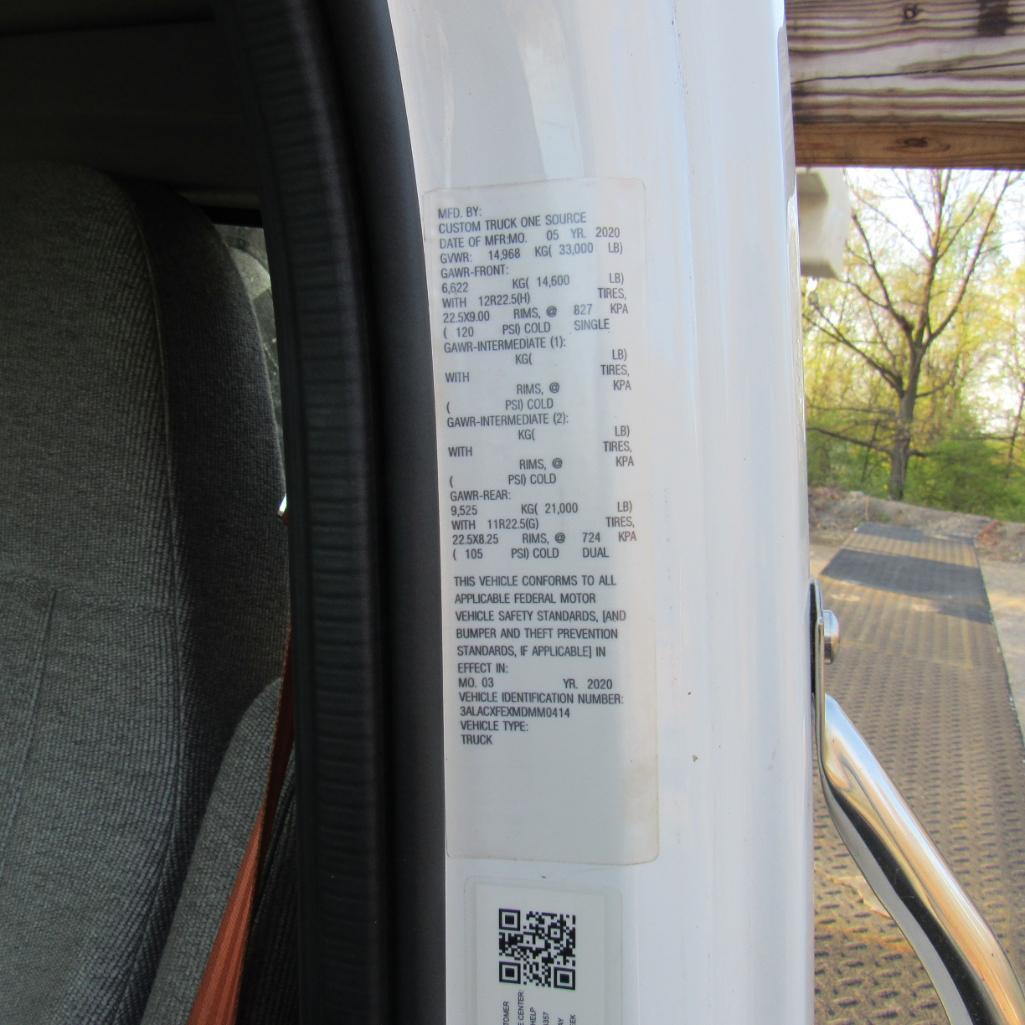 MFD. BY:
CUSTOM TRUCK ONE SOURCE
DATE OF MFR:MO. 05 YR. 2020
GVWR: 14,968 KG( 33,000 LB)
GAWR-FRONT:
6,622 KG( 14,600 LB)
WITH 12R22.5(H) TIRES,
22.5X9.00 RIMS, @ 827 KPA
( 120 PSI) COLD SINGLE
GAWR-INTERMEDIATE (1):
KG( LB)
WITH TIRES,
RIMS, @ KPA
( PSI) COLD
GAWR-INTERMEDIATE (2):
KG( LB)
WITH TIRES,
RIMS, @ KPA
( PSI) COLD
GAWR-REAR:
9,525 KG( 21,000 LB)
WITH 11R22.5(G) TIRES,
22.5X8.25 RIMS, @ 724 KPA
( 105 PSI) COLD DUAL
THIS VEHICLE CONFORMS TO ALL
APPLICABLE FEDERAL MOTOR
VEHICLE SAFETY STANDARDS, [AND
BUMPER AND THEFT PREVENTION
STANDARDS, IF APPLICABLE] IN
EFFECT IN:
MO. 03 YR. 2020
VEHICLE IDENTIFICATION NUMBER:
3ALACXFEXMDMM0414
VEHICLE TYPE:
TRUCK
CENTER:
HELP